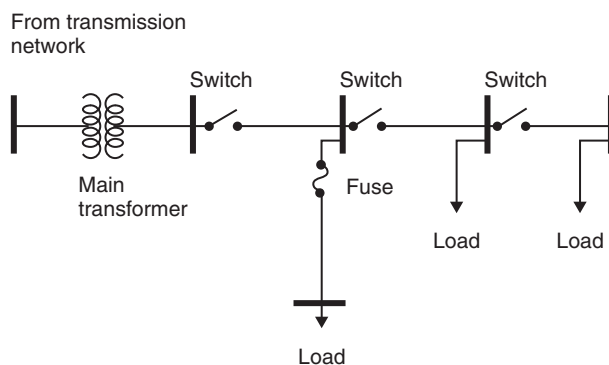 From transmission
network
Switch
Switch
Switch
Main
transformer
Fuse
Load
Load
Load